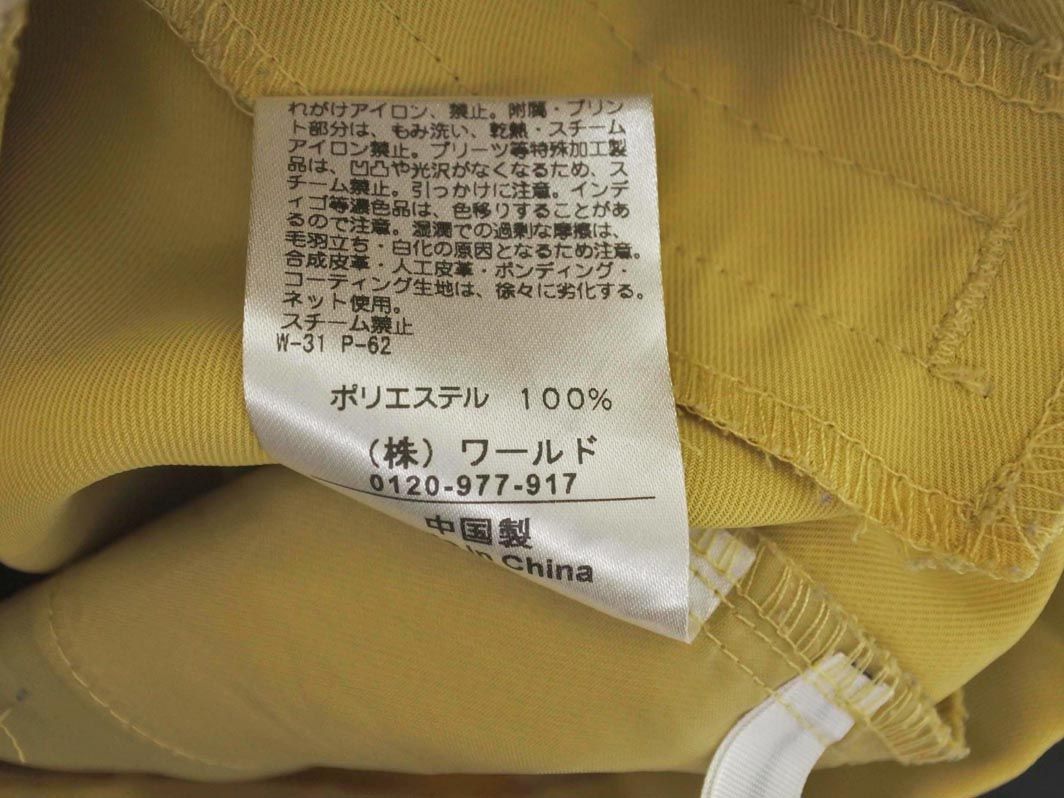 れがけアイロン、禁止。附属・プリン
ト部分は、もみ洗い、乾熱・スチーム
アイロン禁止。プリーツ等特殊加工製
品は、凹凸や光沢がなくなるため、ス
チーム禁止。引っかけに注意。インデ
ィゴ等濃色品は、色移りすることがあ
るので注意。湿潤での過剰な摩擦は、
毛羽立ち・白化の原因となるため注意。
合成皮革・人工皮革・ボンディング・
コーティング生地は、徐々に劣化する。
ネット使用。
スチーム禁止
W-31 P-62
ポリエステル 100%
(株)ワールド
0120-977-917
中国製
in China